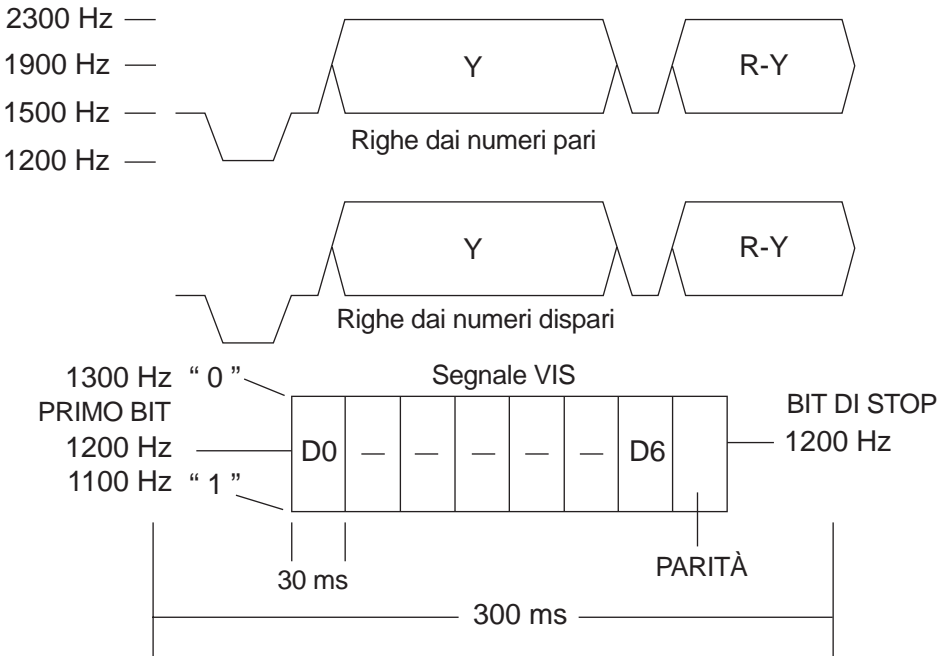 2300 Hz
1900 Hz
1500 Hz
1200 Hz
Y
R-Y
Righe dai numeri pari
Y
R-Y
Righe dai numeri dispari
Segnale VIS
1300 Hz “ 0 ”
PRIMO BIT
1200 Hz
1100 Hz “ 1 ”
D0 — — — — — D6
BIT DI STOP
1200 Hz
30 ms
PARITÀ
300 ms